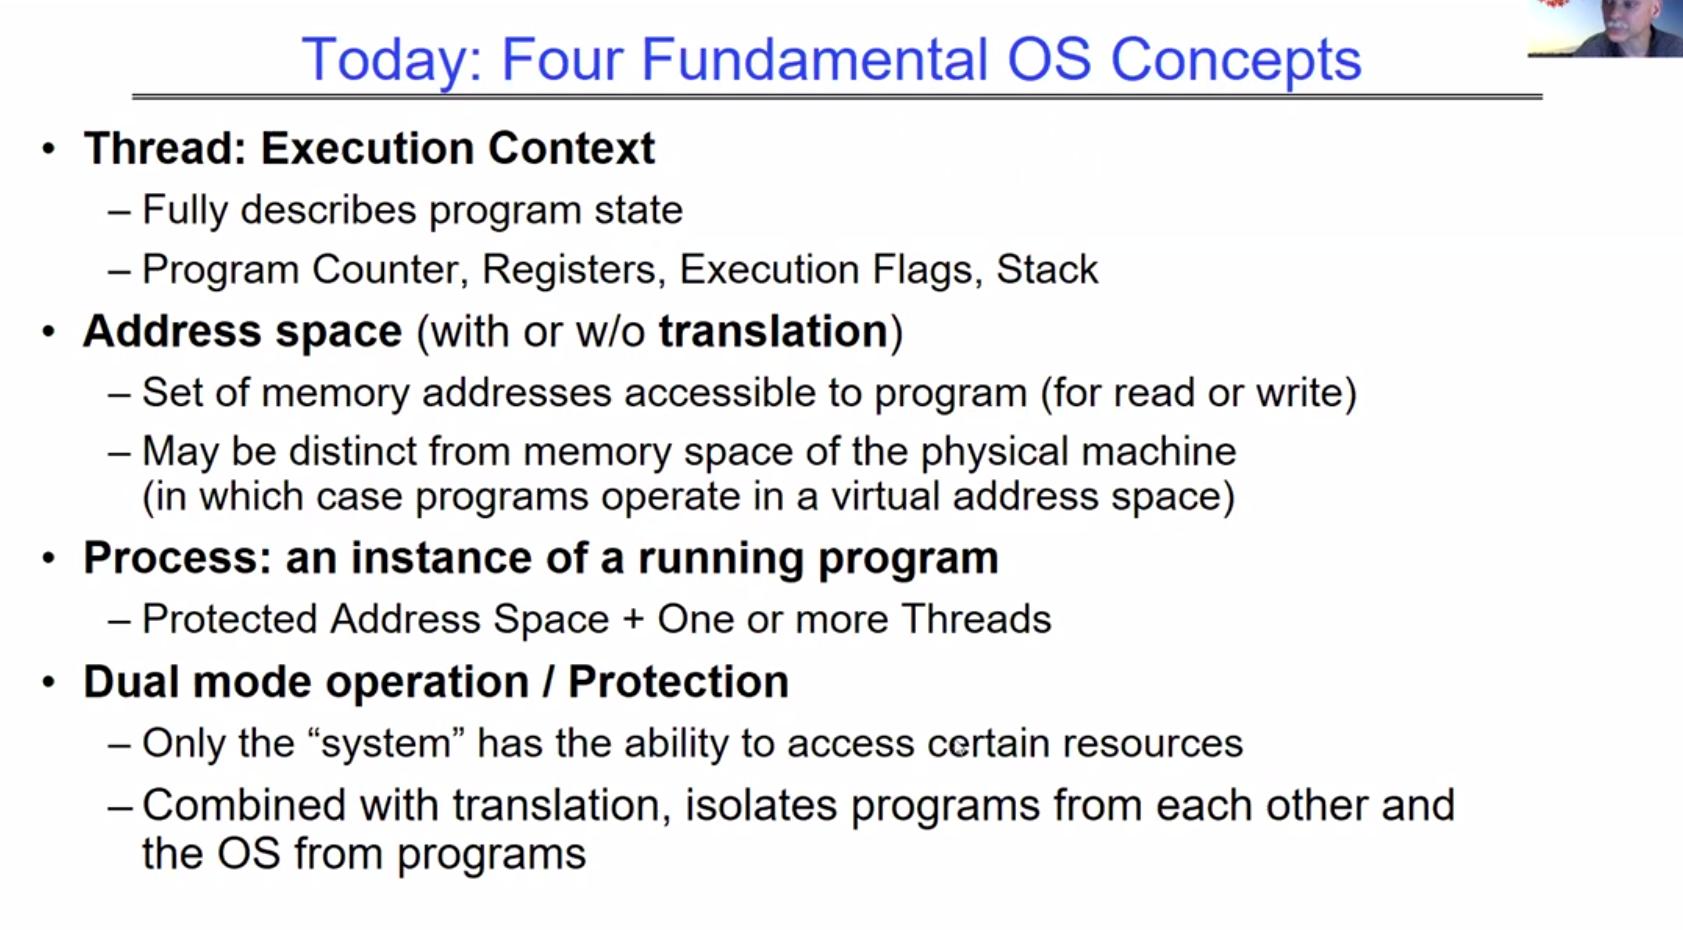 Today: Four Fundamental OS Concepts
• Thread: Execution Context
– Fully describes program state
– Program Counter, Registers, Execution Flags, Stack
• Address space (with or w/o translation)
– Set of memory addresses accessible to program (for read or write)
– May be distinct from memory space of the physical machine
(in which case programs operate in a virtual address space)
• Process: an instance of a running program
– Protected Address Space + One or more Threads
• Dual mode operation / Protection
– Only the “system” has the ability to access certain resources
– Combined with translation, isolates programs from each other and
the OS from programs